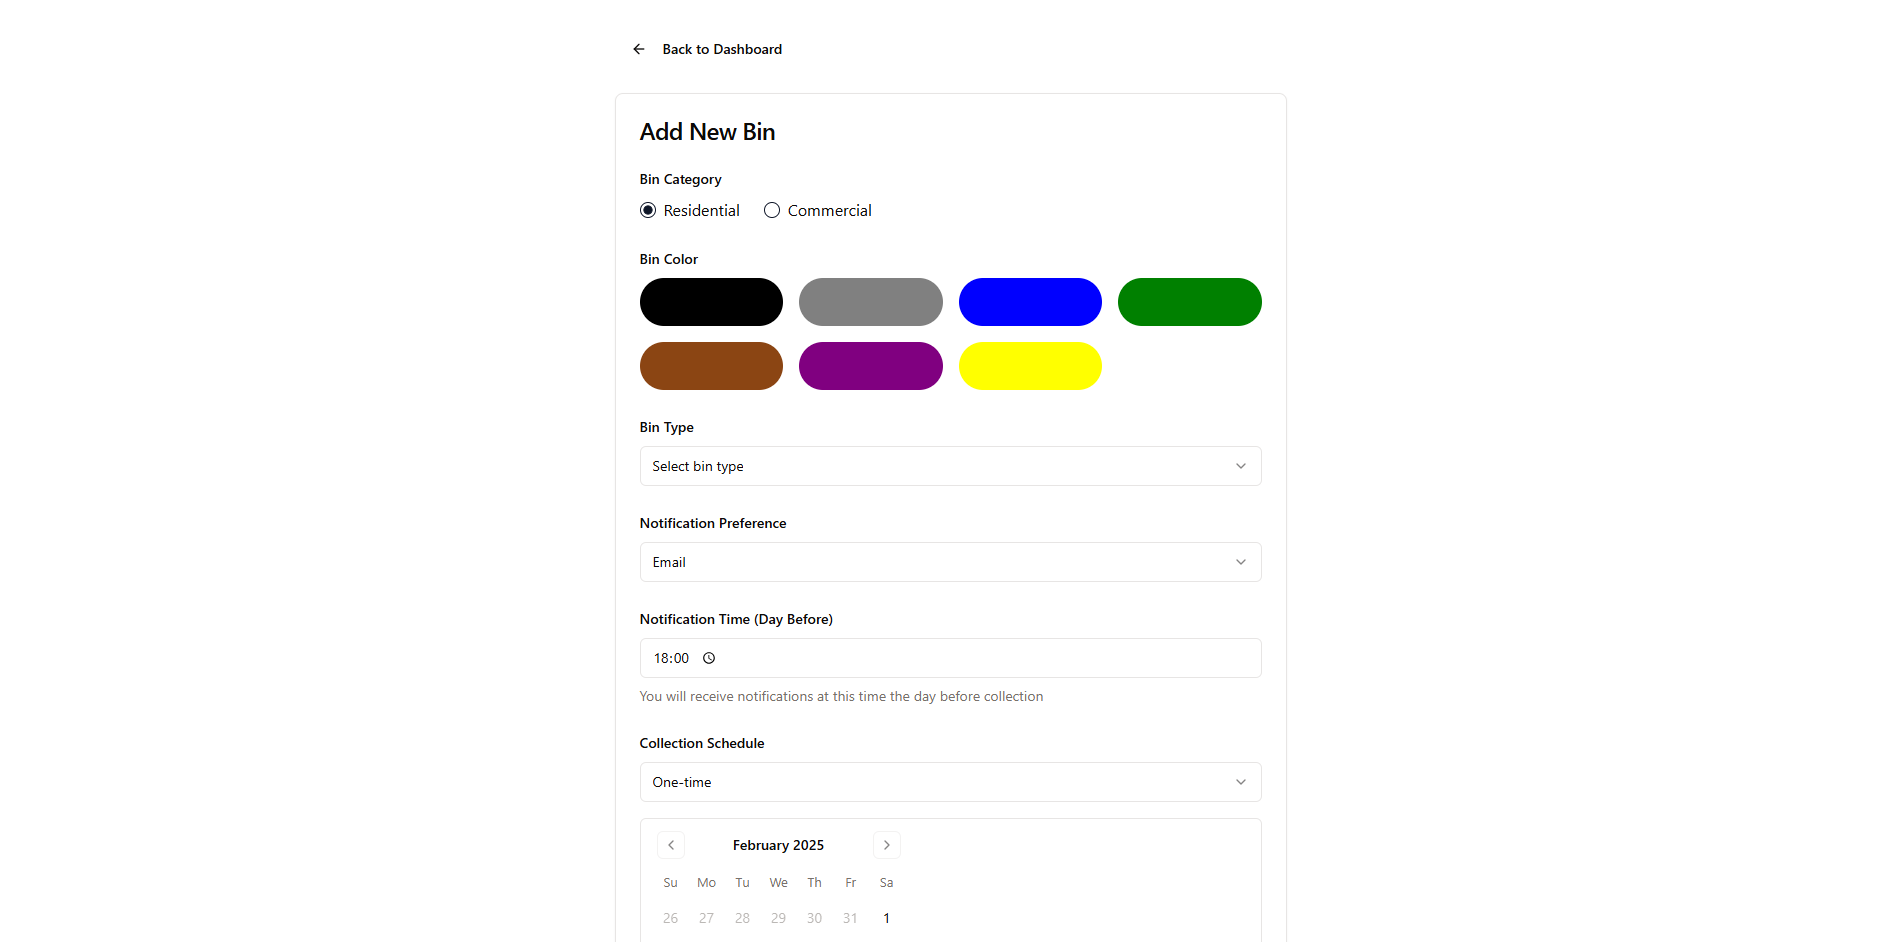 Back to Dashboard
Add New Bin
Bin Category
Residential Commercial
Bin Color
Bin Type
Select bin type
Notification Preference
Email
Notification Time (Day Before)
18:00
You will receive notifications at this time the day before collection
Collection Schedule
One-time
February 2025
Su Mo Tu We Th Fr Sa
26 27 28 29 30 31 1